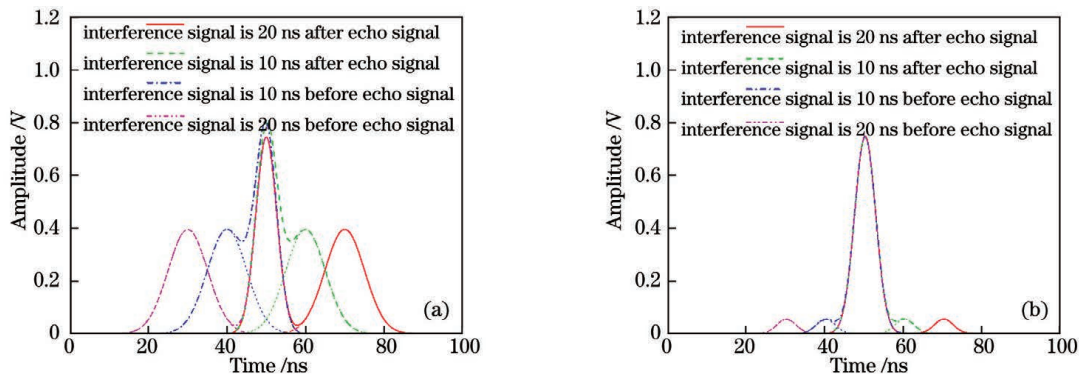 1.2
interference signal is 20 ns after echo signal
interference signal is 10 ns after echo signal
interference signal is 10 ns before echo signal
interference signal is 20 ns before echo signal
1.0
0.8
0.6
0.4
0.2
0
Amplitude /V
(a)
0 20 40 60 80 100
Time /ns
1.2
interference signal is 20 ns after echo signal
interference signal is 10 ns after echo signal
interference signal is 10 ns before echo signal
interference signal is 20 ns before echo signal
1.0
0.8
0.6
0.4
0.2
0
Amplitude /V
(b)
0 20 40 60 80 100
Time /ns